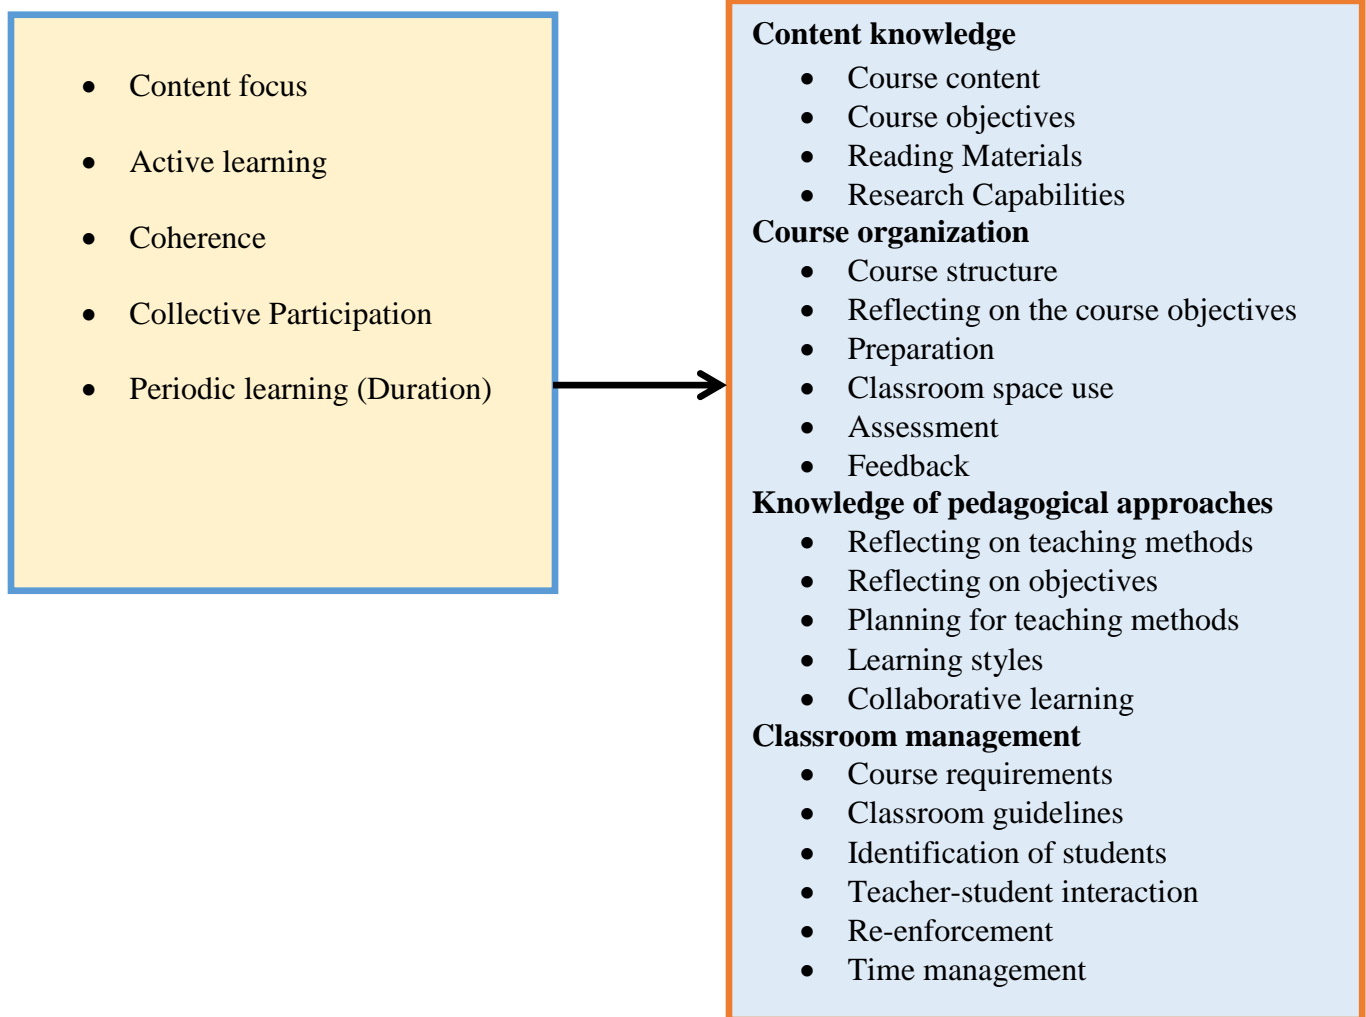 • Content focus
• Active learning
• Coherence
• Collective Participation
• Periodic learning (Duration)
Content knowledge
• Course content
• Course objectives
• Reading Materials
• Research Capabilities
Course organization
• Course structure
• Reflecting on the course objectives
• Preparation
• Classroom space use
• Assessment
• Feedback
Knowledge of pedagogical approaches
• Reflecting on teaching methods
• Reflecting on objectives
• Planning for teaching methods
• Learning styles
• Collaborative learning
Classroom management
• Course requirements
• Classroom guidelines
• Identification of students
• Teacher-student interaction
• Re-enforcement
• Time management